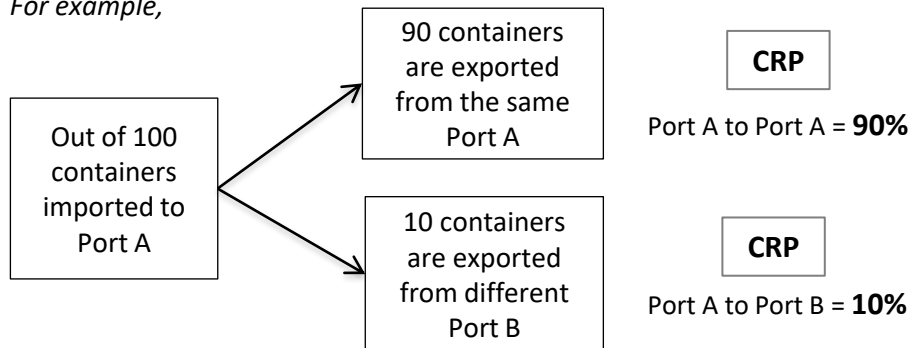 For example,
Out of 100
containers
imported to
Port A
90 containers
are exported
from the same
Port A
CRP
Port A to Port A = 90%
10 containers
are exported
from different
Port B
CRP
Port A to Port B = 10%